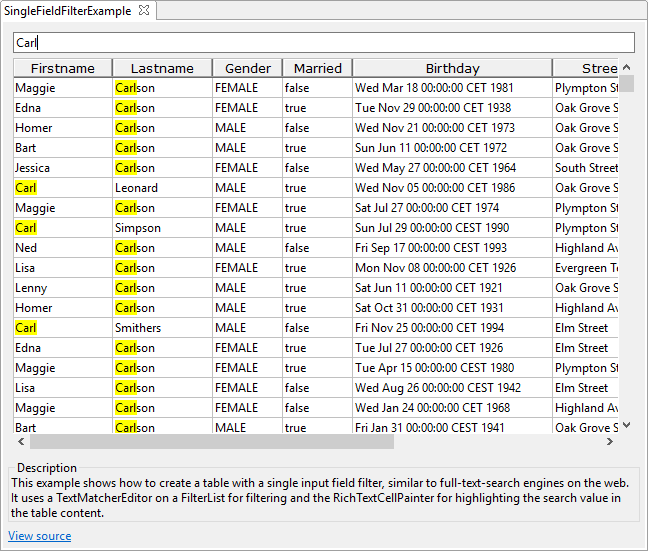 SingleFieldFilterExample
Carl
Firstname Lastname Gender Married Birthday Stree
Maggie Carlson FEMALE false Wed Mar 18 00:00:00 CET 1981 Plympton St
Edna Carlson FEMALE true Tue Nov 29 00:00:00 CET 1938 Oak Grove S
Homer Carlson MALE false Wed Nov 21 00:00:00 CET 1973 Oak Grove S
Bart Carlson MALE true Sun Jun 11 00:00:00 CET 1972 Oak Grove S
Jessica Carlson FEMALE false Wed May 27 00:00:00 CET 1964 South Street
Carl Leonard MALE true Wed Nov 05 00:00:00 CET 1986 Oak Grove S
Maggie Carlson FEMALE true Sat Jul 27 00:00:00 CET 1974 Plympton St
Carl Simpson MALE true Sun Jul 29 00:00:00 CEST 1990 Plympton St
Ned Carlson MALE false Fri Sep 17 00:00:00 CEST 1993 Highland Av
Lisa Carlson FEMALE true Mon Nov 08 00:00:00 CET 1926 Evergreen Te
Lenny Carlson MALE true Sat Jun 11 00:00:00 CET 1921 Oak Grove S
Homer Carlson MALE true Sat Oct 31 00:00:00 CET 1931 Highland Av
Carl Smithers MALE false Fri Nov 25 00:00:00 CET 1994 Elm Street
Edna Carlson FEMALE true Tue Jul 27 00:00:00 CET 1926 Elm Street
Maggie Carlson FEMALE true Tue Apr 15 00:00:00 CEST 1980 Plympton St
Lisa Carlson FEMALE false Wed Aug 26 00:00:00 CEST 1942 Elm Street
Maggie Carlson FEMALE false Wed Jan 24 00:00:00 CET 1968 Highland Av
Bart Carlson MALE true Fri Jan 31 00:00:00 CEST 1941 Oak Grove S
Description
This example shows how to create a table with a single input field filter, similar to full-text-search engines on the web.
It uses a TextMatcherEditor on a FilterList for filtering and the RichTextCellPainter for highlighting the search value in
the table content.
View source